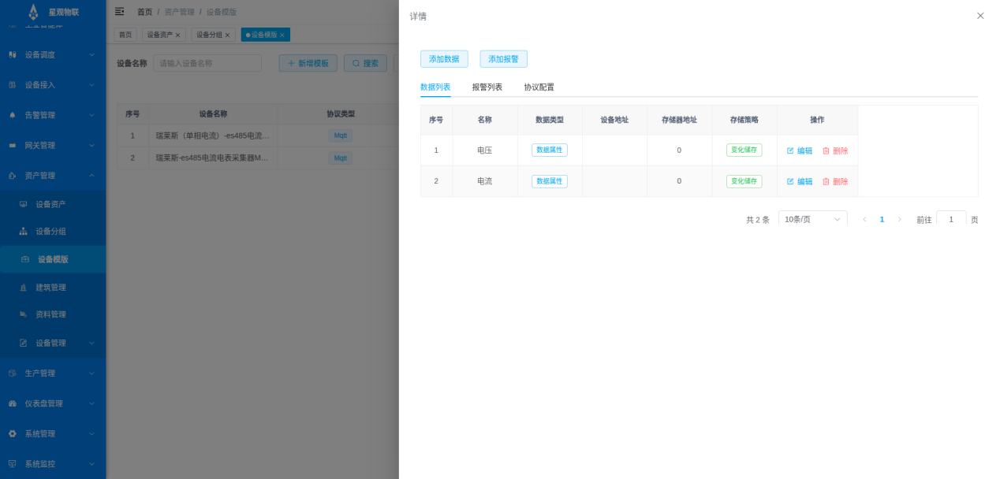 星观物联
设备调度
设备接入
告警管理
网关管理
资产管理
设备资产
设备分组
设备模版
建筑管理
资料管理
设备管理
生产管理
仪表盘管理
系统管理
系统监控
首页 / 资产管理 / 设备模版
首页 设备资产 × 设备分组 × 设备模版 ×
设备名称 请输入设备名称 + 新增模板 搜索
序号 设备名称 协议类型
1 瑞莱斯（单相电流）-es485电流… Mqtt
2 瑞莱斯-es485电流电表采集器M… Mqtt
详情
添加数据 添加报警
数据列表 报警列表 协议配置
序号 名称 数据类型 设备地址 存储器地址 存储策略 操作
1 电压 数据属性 0 变化储存 编辑 删除
2 电流 数据属性 0 变化储存 编辑 删除
共 2 条 10条/页 < 1 > 前往 1 页